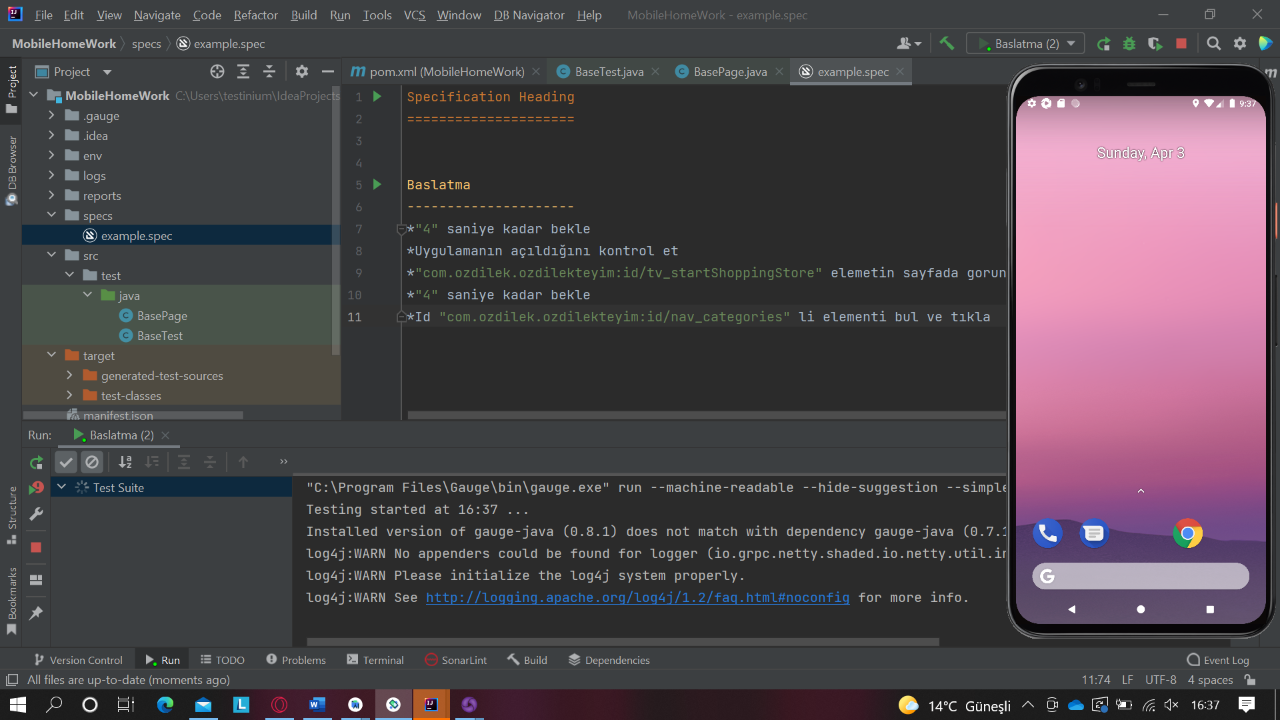 File Edit View Navigate Code Refactor Build Run Tools VCS Window DB Navigator Help MobileHomeWork - example.spec
MobileHomeWork specs example.spec Baslatma (2)
Project
pom.xml (MobileHomeWork) BaseTest.java BasePage.java example.spec
Project
DB Browser
Structure
Bookmarks
MobileHomeWork C:\Users\testinium\IdeaProjects
.gauge
.idea
env
logs
reports
specs
example.spec
src
test
java
BasePage
BaseTest
target
generated-test-sources
test-classes
manifest.json
1 Specification Heading
2 =====================
3
4
5 Baslatma
6 ---------------------
7 *"4" saniye kadar bekle
8 *Uygulamanın açıldığını kontrol et
9 *"com.ozdilek.ozdilekteyim:id/tv_startShoppingStore" elemetin sayfada gorun
10 *"4" saniye kadar bekle
11 *Id "com.ozdilek.ozdilekteyim:id/nav_categories" li elementi bul ve tıkla
9:37
Sunday, Apr 3
Run: Baslatma (2)
Test Suite
"C:\Program Files\Gauge\bin\gauge.exe" run --machine-readable --hide-suggestion --simple
Testing started at 16:37 ...
Installed version of gauge-java (0.8.1) does not match with dependency gauge-java (0.7.1
log4j:WARN No appenders could be found for logger (io.grpc.netty.shaded.io.netty.util.in
log4j:WARN Please initialize the log4j system properly.
log4j:WARN See http://logging.apache.org/log4j/1.2/faq.html#noconfig for more info.
Version Control Run TODO Problems Terminal SonarLint Build Dependencies Event Log
All files are up-to-date (moments ago) 11:74 LF UTF-8 4 spaces
14°C Güneşli 16:37